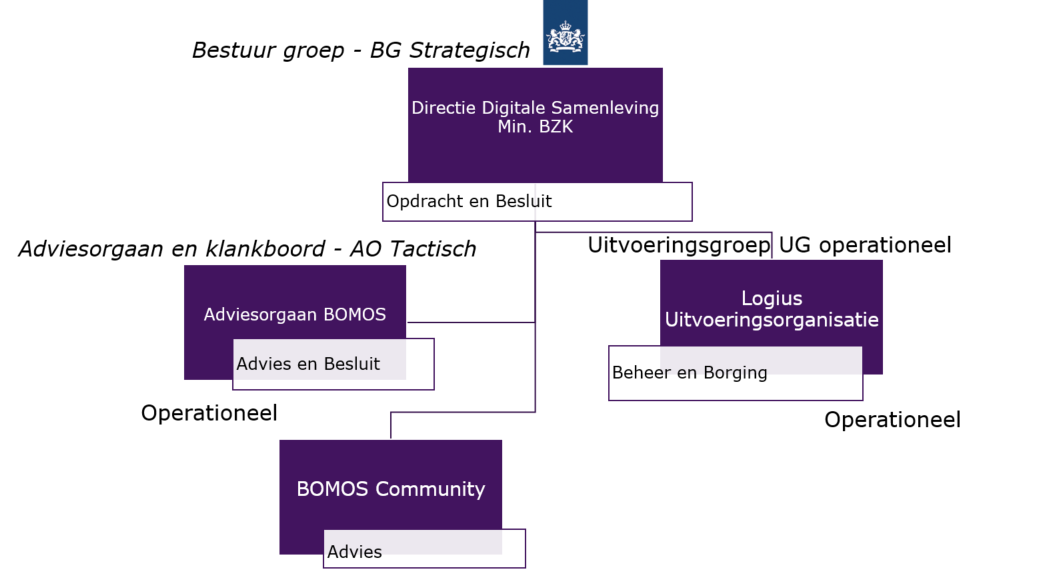 Bestuur groep - BG Strategisch
Directie Digitale Samenleving
Min. BZK
Opdracht en Besluit
Adviesorgaan en klankboord - AO Tactisch
Uitvoeringsgroep UG operationeel
Adviesorgaan BOMOS
Advies en Besluit
Logius
Uitvoeringsorganisatie
Beheer en Borging
Operationeel
Operationeel
BOMOS Community
Advies